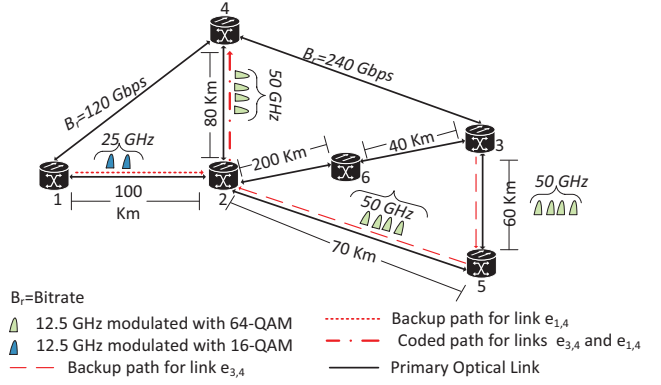 4
Bᵣ=120 Gbps
Bᵣ=240 Gbps
50 GHz
80 Km
25 GHz
200 Km
40 Km
3
6
1
100
Km
2
50 GHz
60 Km
50 GHz
70 Km
5
Bᵣ=Bitrate
12.5 GHz modulated with 64-QAM
12.5 GHz modulated with 16-QAM
Backup path for link e₃,₄
Backup path for link e₁,₄
Coded path for links e₃,₄ and e₁,₄
Primary Optical Link